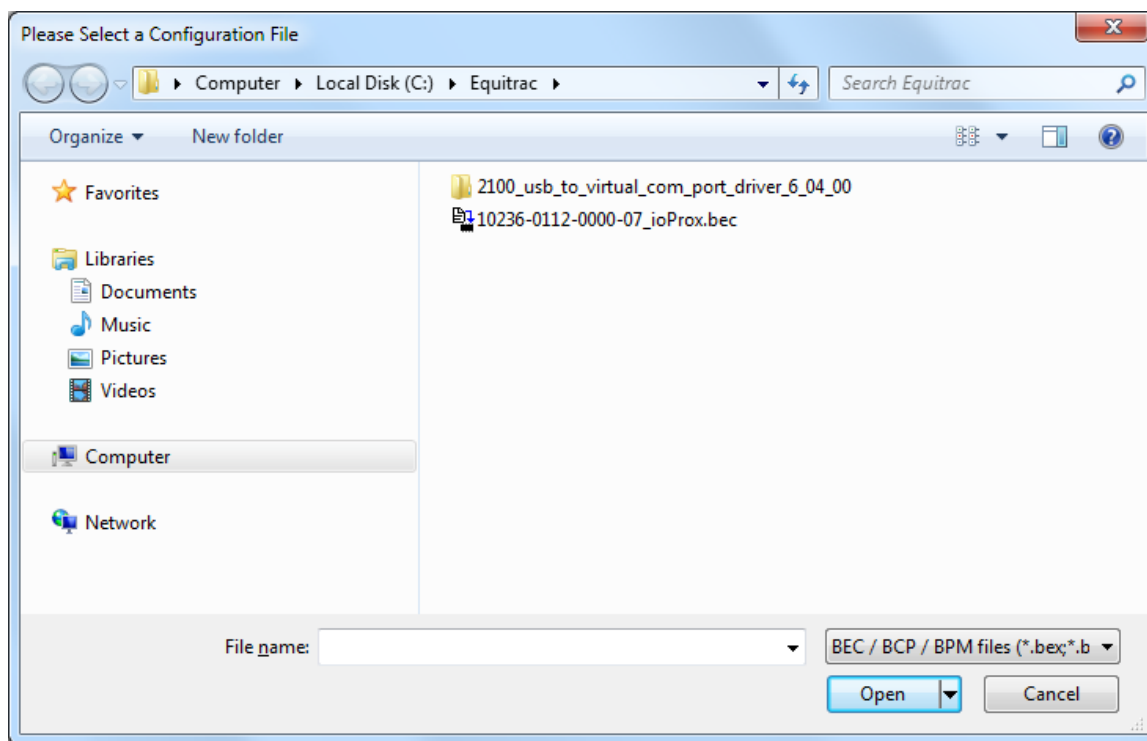 Please Select a Configuration File
x
Computer Local Disk (C:) Equitrac
Search Equitrac
Organize New folder
?
Favorites
Libraries
Documents
Music
Pictures
Videos
Computer
Network
2100_usb_to_virtual_com_port_driver_6_04_00
10236-0112-0000-07_ioProx.bec
File name:
BEC / BCP / BPM files (*.bex;*.b
Open
Cancel